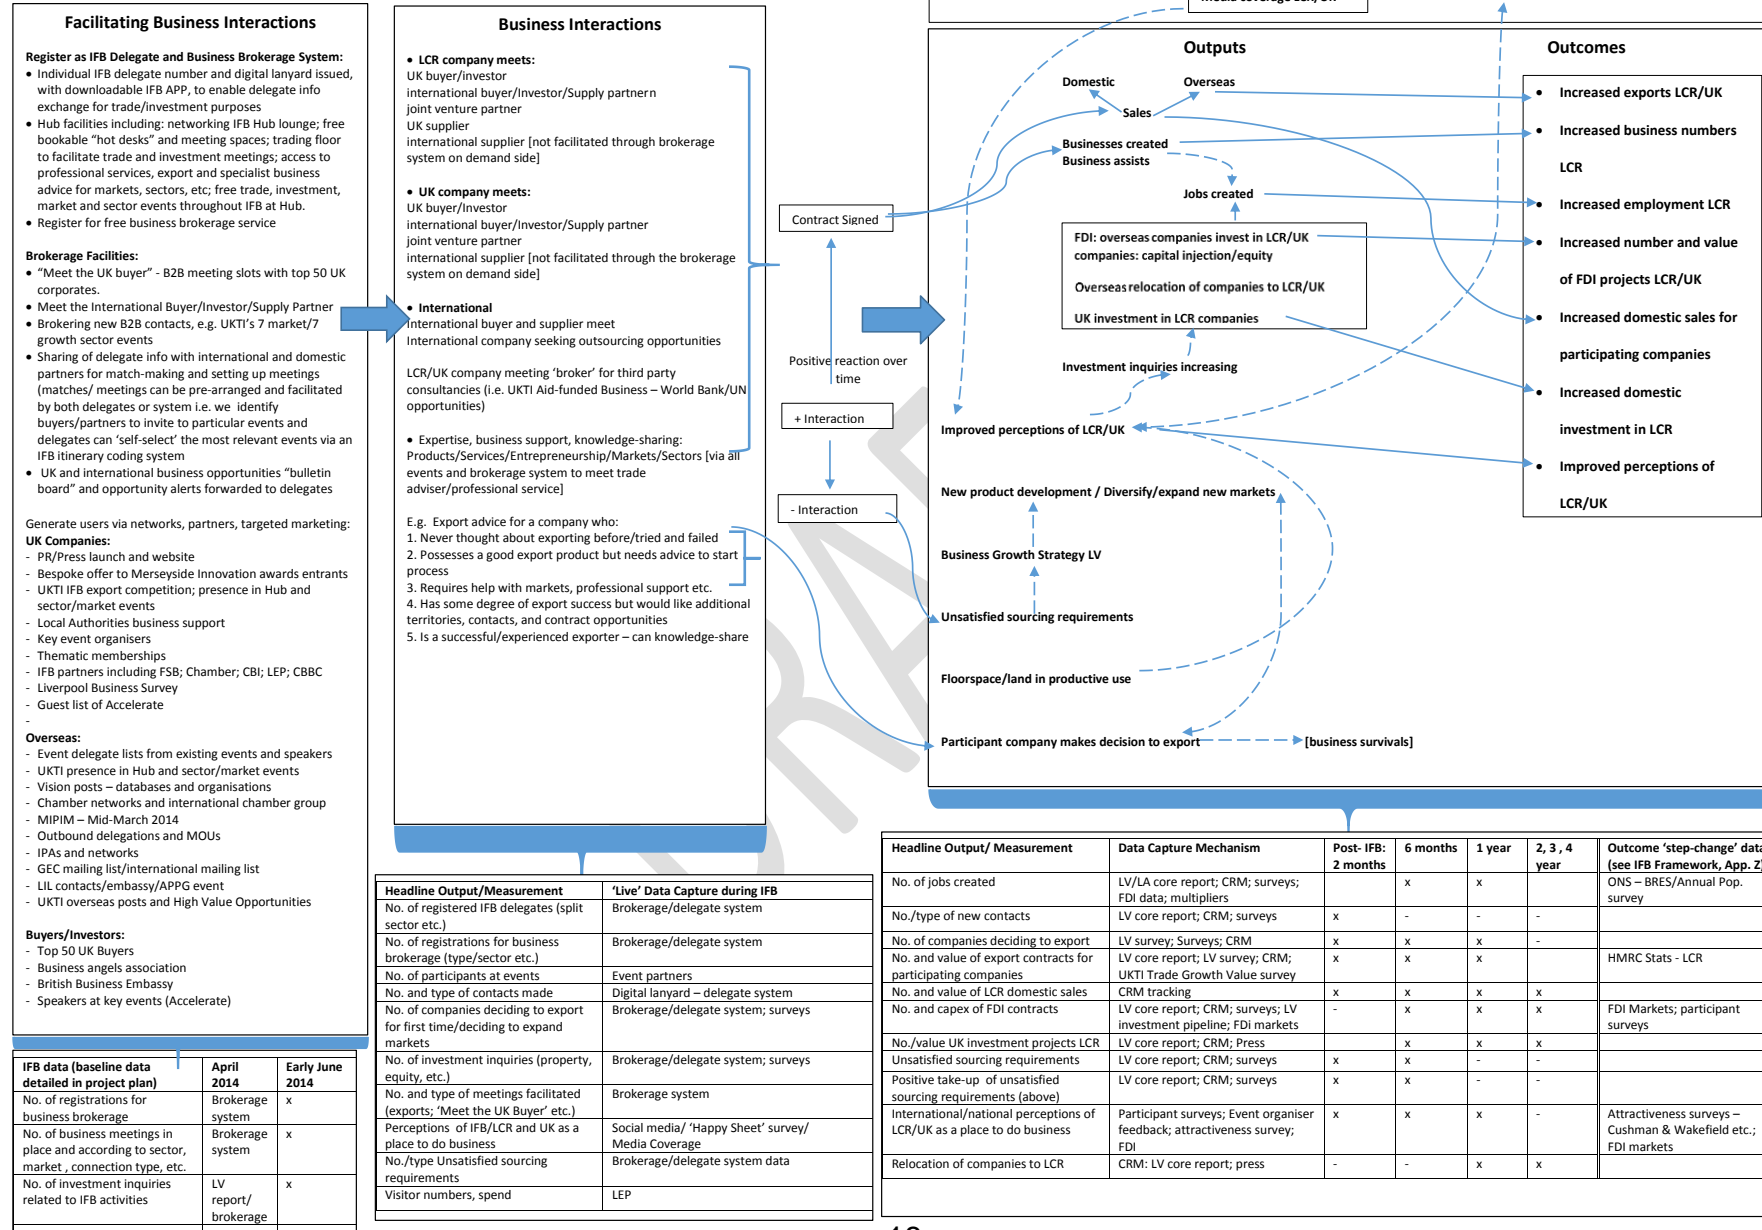 Facilitating Business Interactions
Register as IFB Delegate and Business Brokerage System:
• Individual IFB delegate number and digital lanyard issued,
with downloadable IFB APP, to enable delegate info
exchange for trade/investment purposes
• Hub facilities including: networking IFB Hub lounge; free
bookable “hot desks” and meeting spaces; trading floor
to facilitate trade and investment meetings; access to
professional services, export and specialist business
advice for markets, sectors, etc; free trade, investment,
market and sector events throughout IFB at Hub.
• Register for free business brokerage service
Brokerage Facilities:
• “Meet the UK buyer” - B2B meeting slots with top 50 UK
corporates.
• Meet the International Buyer/Investor/Supply Partner
• Brokering new B2B contacts, e.g. UKTI’s 7 market/7
growth sector events
• Sharing of delegate info with international and domestic
partners for match-making and setting up meetings
(matches/ meetings can be pre-arranged and facilitated
by both delegates or system i.e. we identify
buyers/partners to invite to particular events and
delegates can ‘self-select’ the most relevant events via an
IFB itinerary coding system
• UK and international business opportunities “bulletin
board” and opportunity alerts forwarded to delegates
Generate users via networks, partners, targeted marketing:
UK Companies:
- PR/Press launch and website
- Bespoke offer to Merseyside Innovation awards entrants
- UKTI IFB export competition; presence in Hub and
sector/market events
- Local Authorities business support
- Key event organisers
- Thematic memberships
- IFB partners including FSB; Chamber; CBI; LEP; CBBC
- Liverpool Business Survey
- Guest list of Accelerate
-
Overseas:
- Event delegate lists from existing events and speakers
- UKTI presence in Hub and sector/market events
- Vision posts – databases and organisations
- Chamber networks and international chamber group
- MIPIM – Mid-March 2014
- Outbound delegations and MOUs
- IPAs and networks
- GEC mailing list/international mailing list
- LIL contacts/embassy/APPG event
- UKTI overseas posts and High Value Opportunities
Buyers/Investors:
- Top 50 UK Buyers
- Business angels association
- British Business Embassy
- Speakers at key events (Accelerate)
IFB data (baseline data detailed in project plan) April 2014 Early June 2014
No. of registrations for business brokerage Brokerage system x
No. of business meetings in place and according to sector, market , connection type, etc. Brokerage system x
No. of investment inquiries related to IFB activities LV report/ brokerage x
Business Interactions
• LCR company meets:
UK buyer/investor
international buyer/Investor/Supply partnern
joint venture partner
UK supplier
international supplier [not facilitated through brokerage
system on demand side]
• UK company meets:
UK buyer/Investor
international buyer/Investor/Supply partner
joint venture partner
international supplier [not facilitated through the brokerage
system on demand side]
• International
International buyer and supplier meet
International company seeking outsourcing opportunities
LCR/UK company meeting ‘broker’ for third party
consultancies (i.e. UKTI Aid-funded Business – World Bank/UN
opportunities)
• Expertise, business support, knowledge-sharing:
Products/Services/Entrepreneurship/Markets/Sectors [via all
events and brokerage system to meet trade
adviser/professional service]
E.g. Export advice for a company who:
1. Never thought about exporting before/tried and failed
2. Possesses a good export product but needs advice to start
process
3. Requires help with markets, professional support etc.
4. Has some degree of export success but would like additional
territories, contacts, and contract opportunities
5. Is a successful/experienced exporter – can knowledge-share
Headline Output/Measurement ‘Live’ Data Capture during IFB
No. of registered IFB delegates (split sector etc.) Brokerage/delegate system
No. of registrations for business brokerage (type/sector etc.) Brokerage/delegate system
No. of participants at events Event partners
No. and type of contacts made Digital lanyard – delegate system
No. of companies deciding to export for first time/deciding to expand markets Brokerage/delegate system; surveys
No. of investment inquiries (property, equity, etc.) Brokerage/delegate system; surveys
No. and type of meetings facilitated (exports; ‘Meet the UK Buyer’ etc.) Brokerage system
Perceptions of IFB/LCR and UK as a place to do business Social media/ ‘Happy Sheet’ survey/ Media Coverage
No./type Unsatisfied sourcing requirements Brokerage/delegate system data
Visitor numbers, spend LEP
Contract Signed
Positive reaction over
time
+ Interaction
- Interaction
Outputs
Domestic Overseas
Sales
Businesses created
Business assists
Jobs created
FDI: overseas companies invest in LCR/UK
companies: capital injection/equity
Overseas relocation of companies to LCR/UK
UK investment in LCR companies
Investment inquiries increasing
Improved perceptions of LCR/UK
New product development / Diversify/expand new markets
Business Growth Strategy LV
Unsatisfied sourcing requirements
Floorspace/land in productive use
Participant company makes decision to export
[business survivals]
Outcomes
• Increased exports LCR/UK
• Increased business numbers
LCR
• Increased employment LCR
• Increased number and value
of FDI projects LCR/UK
• Increased domestic sales for
participating companies
• Increased domestic
investment in LCR
• Improved perceptions of
LCR/UK
Headline Output/ Measurement Data Capture Mechanism Post- IFB: 2 months 6 months 1 year 2, 3 , 4 year Outcome ‘step-change’ data (see IFB Framework, App. Z)
No. of jobs created LV/LA core report; CRM; surveys; FDI data; multipliers x x ONS – BRES/Annual Pop. survey
No./type of new contacts LV core report; CRM; surveys x - - -
No. of companies deciding to export LV survey; Surveys; CRM x x x -
No. and value of export contracts for participating companies LV core report; LV survey; CRM; UKTI Trade Growth Value survey x x x HMRC Stats - LCR
No. and value of LCR domestic sales CRM tracking x x x x
No. and capex of FDI contracts LV core report; CRM; surveys; LV investment pipeline; FDi markets - x x x FDI Markets; participant surveys
No./value UK investment projects LCR LV core report; CRM; Press x x x
Unsatisfied sourcing requirements LV core report; CRM; surveys x x - -
Positive take-up of unsatisfied sourcing requirements (above) LV core report; CRM; surveys x x - -
International/national perceptions of LCR/UK as a place to do business Participant surveys; Event organiser feedback; attractiveness survey; FDI x x x - Attractiveness surveys – Cushman & Wakefield etc.; FDI markets
Relocation of companies to LCR CRM: LV core report; press - - x x
DRAFT